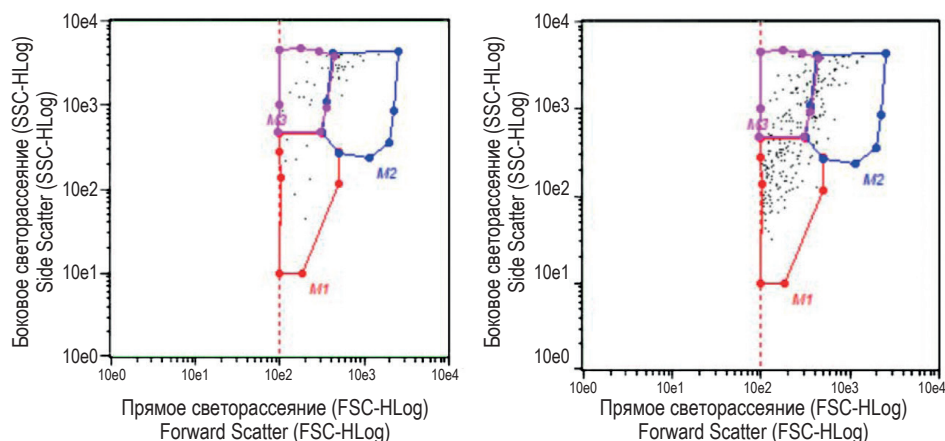 Боковое светорассеяние (SSC-HLog)
Side Scatter (SSC-HLog)
10e4
10e3
10e2
10e1
10e0
M3
M2
M1
10e0 10e1 10e2 10e3 10e4
Прямое светорассеяние (FSC-HLog)
Forward Scatter (FSC-HLog)
Боковое светорассеяние (SSC-HLog)
Side Scatter (SSC-HLog)
10e4
10e3
10e2
10e1
10e0
M3
M2
M1
10e0 10e1 10e2 10e3 10e4
Прямое светорассеяние (FSC-HLog)
Forward Scatter (FSC-HLog)